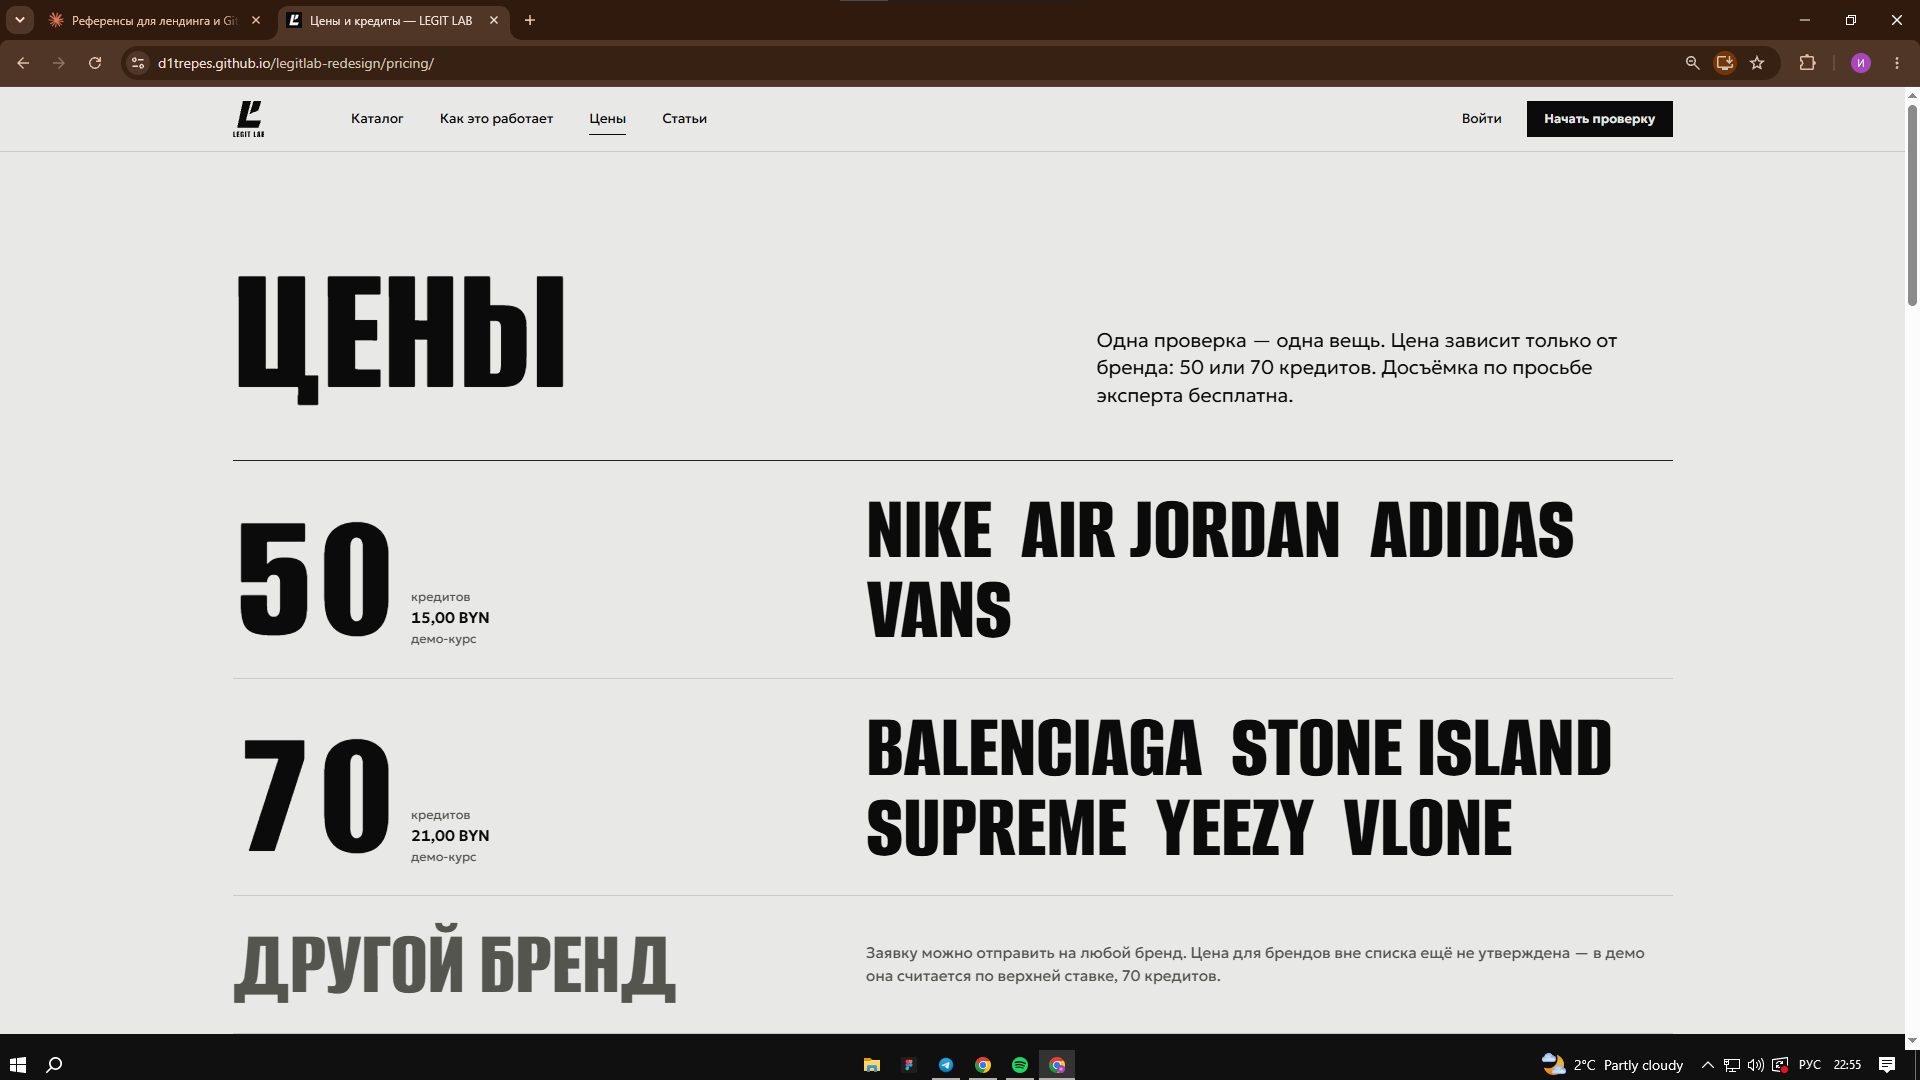 Референсы для лендинга и Git
Цены и кредиты — LEGIT LAB
d1trepes.github.io/legitlab-redesign/pricing/
И
LEGIT LAB
Каталог
Как это работает
Цены
Статьи
Войти
Начать проверку
ЦЕНЫ
Одна проверка — одна вещь. Цена зависит только от
бренда: 50 или 70 кредитов. Досъёмка по просьбе
эксперта бесплатна.
50
кредитов
15,00 BYN
демо-курс
NIKE AIR JORDAN ADIDAS
VANS
70
кредитов
21,00 BYN
демо-курс
BALENCIAGA STONE ISLAND
SUPREME YEEZY VLONE
ДРУГОЙ БРЕНД
Заявку можно отправить на любой бренд. Цена для брендов вне списка ещё не утверждена — в демо
она считается по верхней ставке, 70 кредитов.
2°C Partly cloudy
РУС
22:55